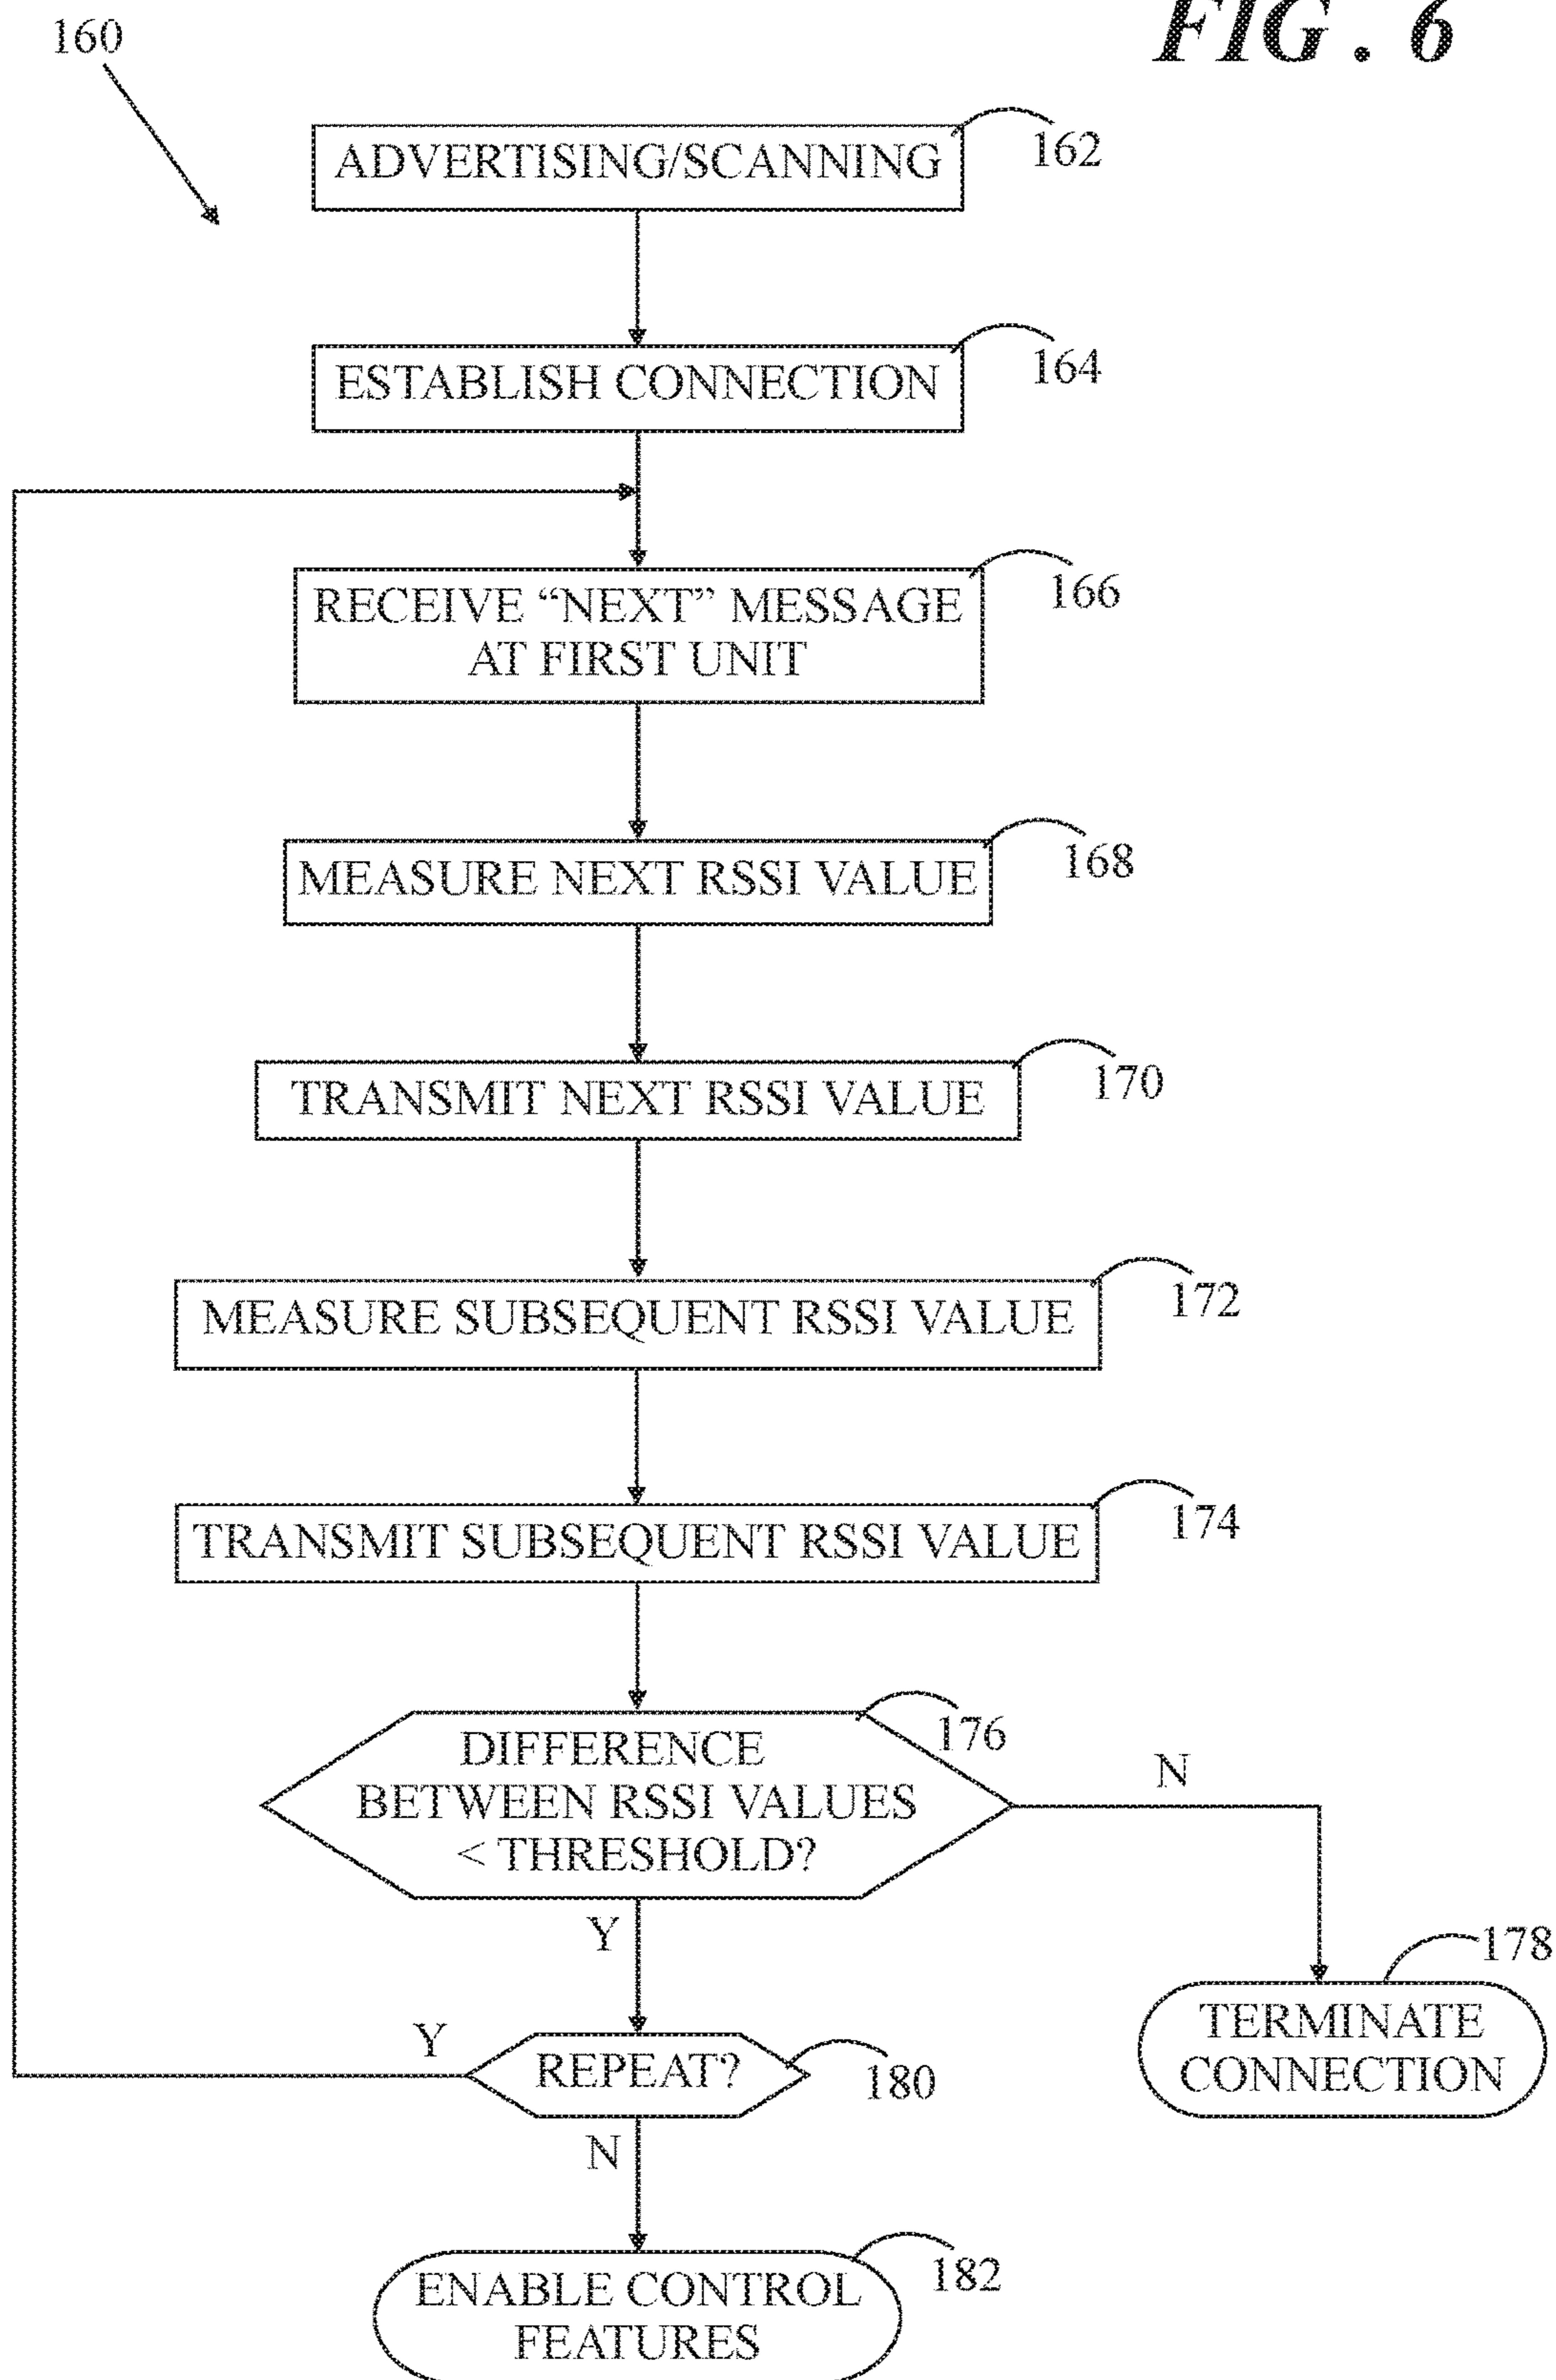 FIG. 6
160
ADVERTISING/SCANNING
162
ESTABLISH CONNECTION
164
RECEIVE “NEXT” MESSAGE
AT FIRST UNIT
166
MEASURE NEXT RSSI VALUE
168
TRANSMIT NEXT RSSI VALUE
170
MEASURE SUBSEQUENT RSSI VALUE
172
TRANSMIT SUBSEQUENT RSSI VALUE
174
DIFFERENCE
BETWEEN RSSI VALUES
< THRESHOLD?
176
N
Y
178
TERMINATE
CONNECTION
Y
REPEAT?
180
N
ENABLE CONTROL
FEATURES
182